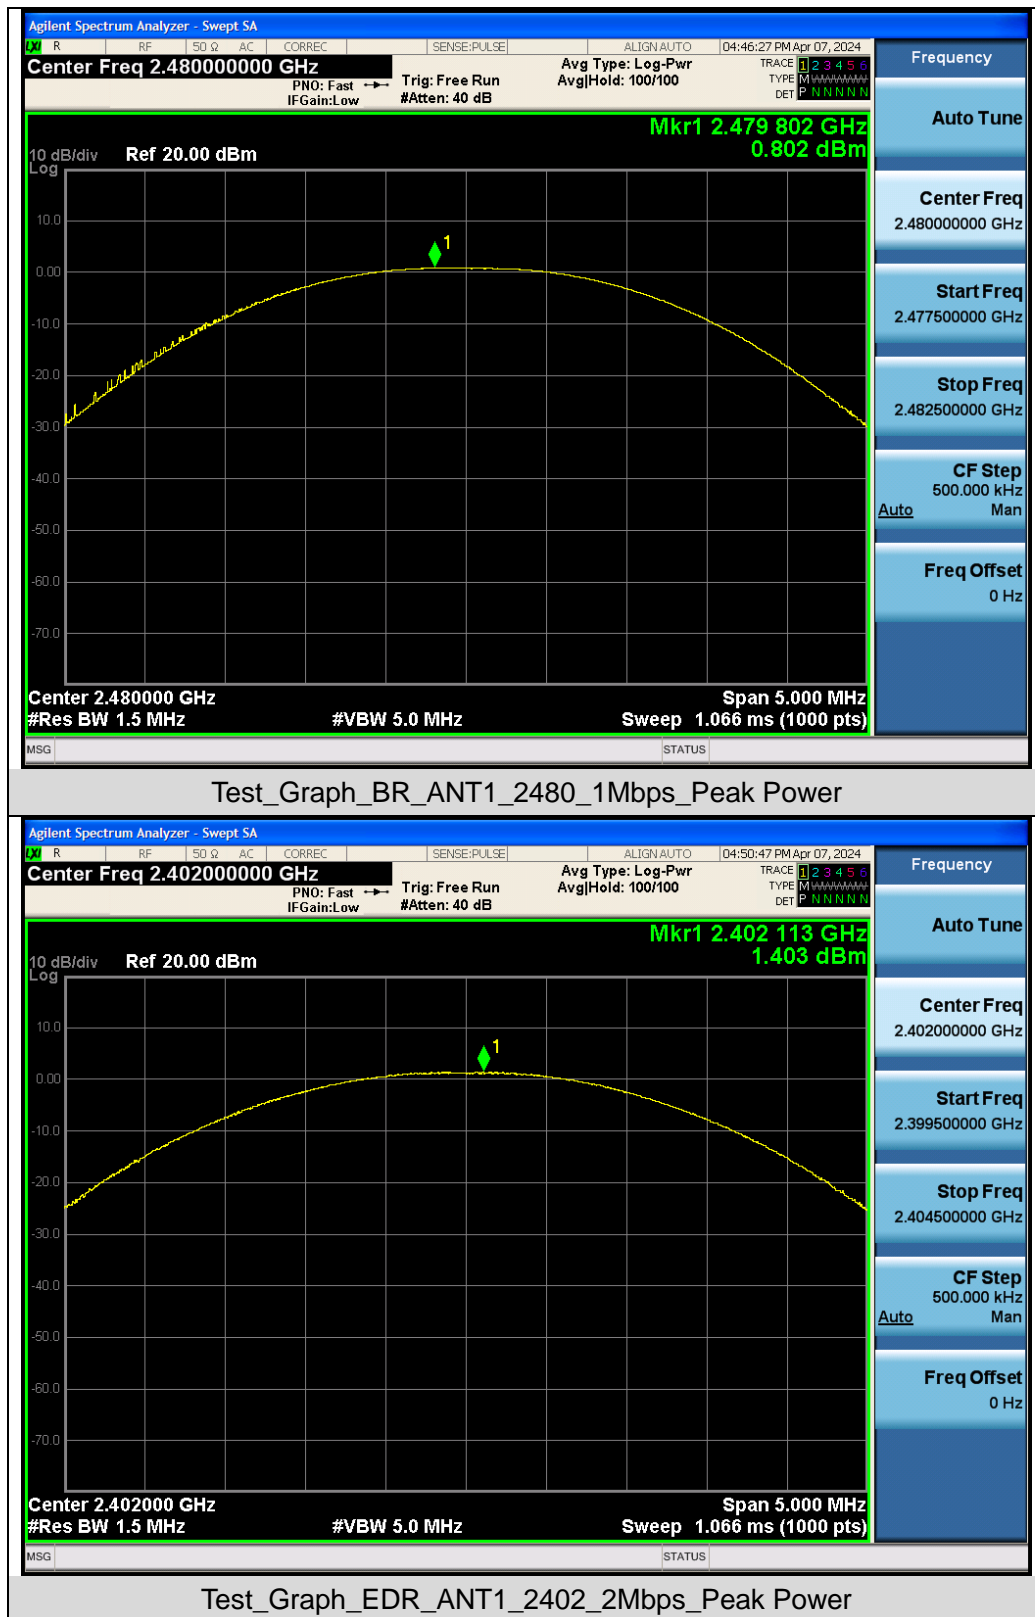 Agilent Spectrum Analyzer - Swept SA
LXI R RF 50 Ω AC CORREC SENSE:PULSE ALIGN AUTO 04:46:27 PM Apr 07, 2024
Center Freq 2.480000000 GHz
PNO: Fast
IFGain:Low
Trig: Free Run
#Atten: 40 dB
Avg Type: Log-Pwr
Avg|Hold: 100/100
TRACE 1 2 3 4 5 6
TYPE M
DET P N N N N N
Frequency
Auto Tune
Center Freq
2.480000000 GHz
Start Freq
2.477500000 GHz
Stop Freq
2.482500000 GHz
CF Step
500.000 kHz
Auto Man
Freq Offset
0 Hz
Mkr1 2.479 802 GHz
0.802 dBm
10 dB/div Ref 20.00 dBm
Log
10.0
1
0.00
-10.0
-20.0
-30.0
-40.0
-50.0
-60.0
-70.0
Center 2.480000 GHz Span 5.000 MHz
#Res BW 1.5 MHz #VBW 5.0 MHz Sweep 1.066 ms (1000 pts)
MSG STATUS
Test_Graph_BR_ANT1_2480_1Mbps_Peak Power
Agilent Spectrum Analyzer - Swept SA
LXI R RF 50 Ω AC CORREC SENSE:PULSE ALIGN AUTO 04:50:47 PM Apr 07, 2024
Center Freq 2.402000000 GHz
PNO: Fast
IFGain:Low
Trig: Free Run
#Atten: 40 dB
Avg Type: Log-Pwr
Avg|Hold: 100/100
TRACE 1 2 3 4 5 6
TYPE M
DET P N N N N N
Frequency
Auto Tune
Center Freq
2.402000000 GHz
Start Freq
2.399500000 GHz
Stop Freq
2.404500000 GHz
CF Step
500.000 kHz
Auto Man
Freq Offset
0 Hz
Mkr1 2.402 113 GHz
1.403 dBm
10 dB/div Ref 20.00 dBm
Log
10.0
1
0.00
-10.0
-20.0
-30.0
-40.0
-50.0
-60.0
-70.0
Center 2.402000 GHz Span 5.000 MHz
#Res BW 1.5 MHz #VBW 5.0 MHz Sweep 1.066 ms (1000 pts)
MSG STATUS
Test_Graph_EDR_ANT1_2402_2Mbps_Peak Power